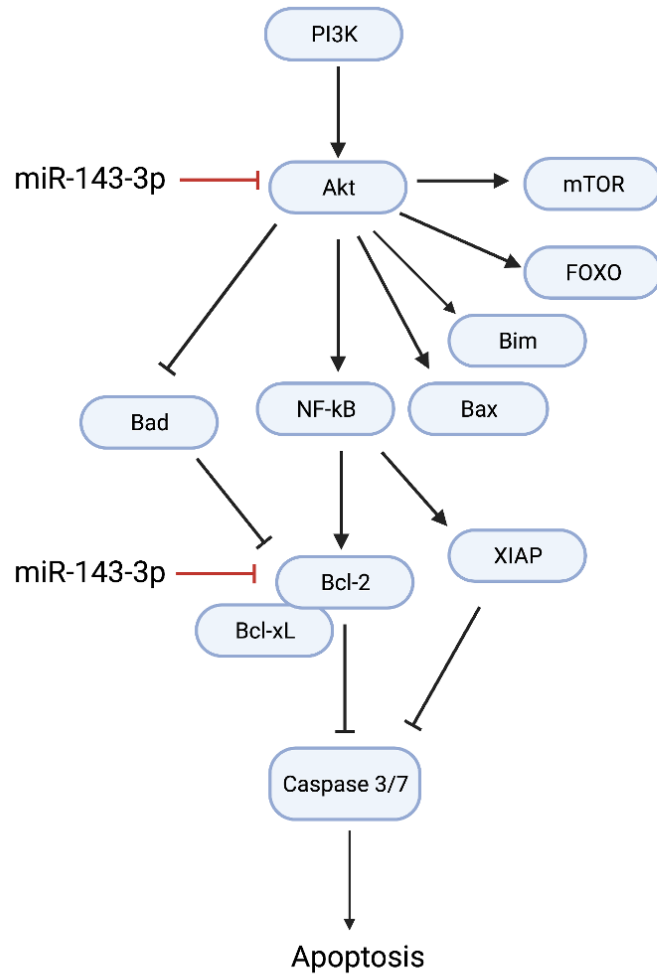 PI3K
miR-143-3p
Akt
mTOR
FOXO
Bim
Bad
NF-kB
Bax
XIAP
miR-143-3p
Bcl-2
Bcl-xL
Caspase 3/7
Apoptosis